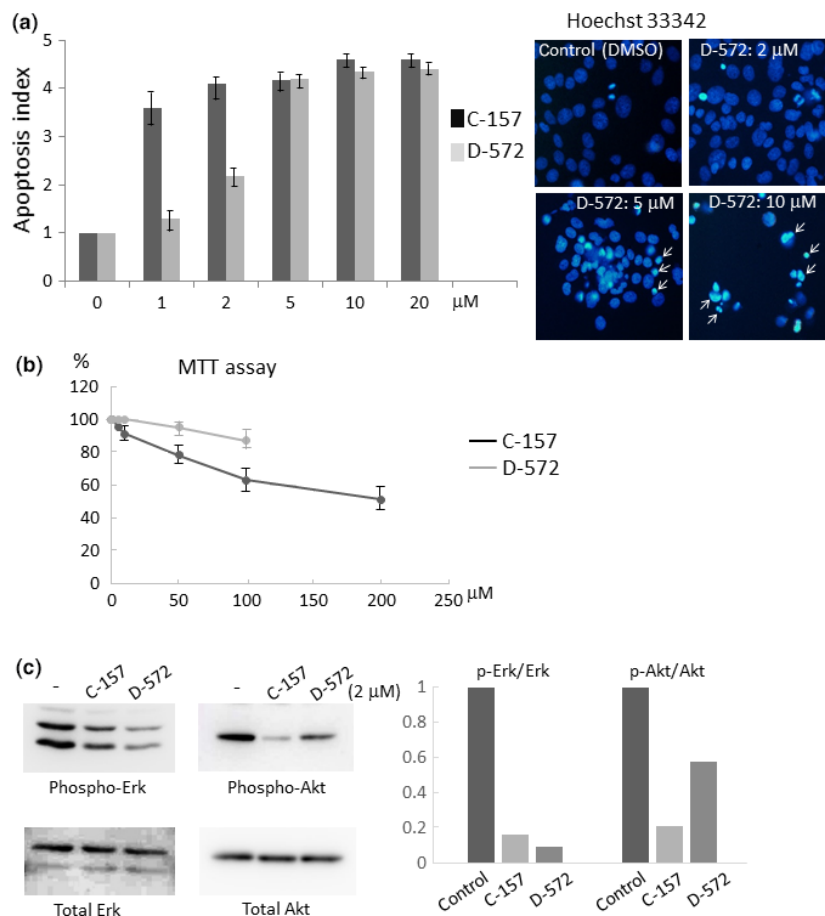 (a)
Apoptosis index
5
4
3
2
1
0
0 1 2 5 10 20 μM
C-157
D-572
Hoechst 33342
Control (DMSO)
D-572: 2 μM
D-572: 5 μM
D-572: 10 μM
(b)
%
MTT assay
120
100
80
60
40
20
0
0 50 100 150 200 250 μM
C-157
D-572
(c)
- C-157 D-572
Phospho-Erk
Total Erk
- C-157 D-572 (2 μM)
Phospho-Akt
Total Akt
p-Erk/Erk p-Akt/Akt
1
0.8
0.6
0.4
0.2
0
Control C-157 D-572 Control C-157 D-572